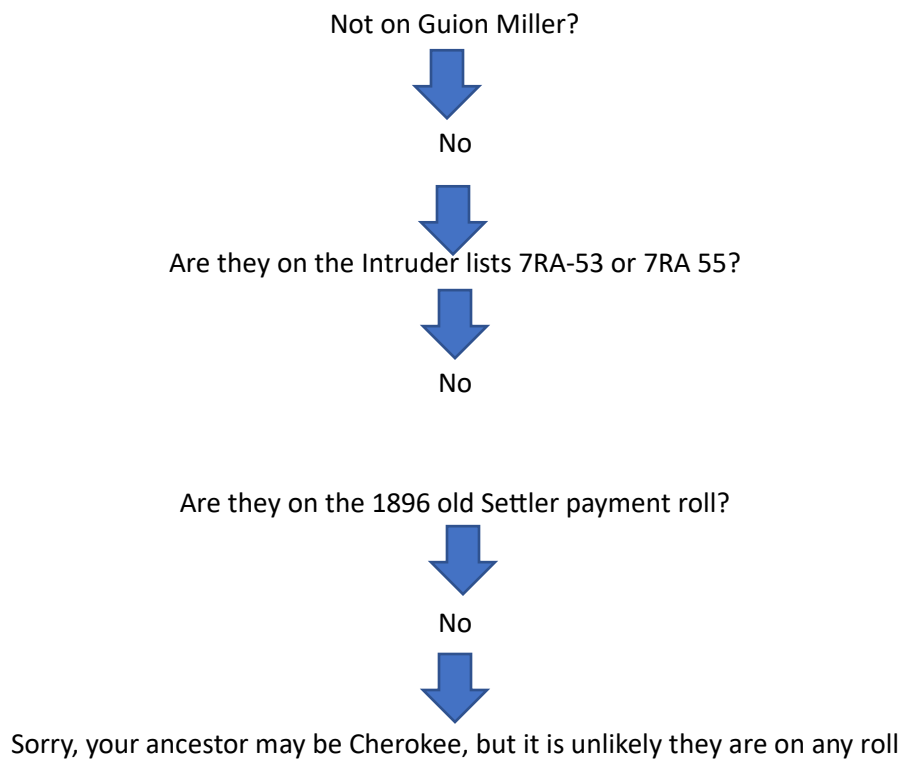 Not on Guion Miller?
No
Are they on the Intruder lists 7RA-53 or 7RA 55?
No
Are they on the 1896 old Settler payment roll?
No
Sorry, your ancestor may be Cherokee, but it is unlikely they are on any roll